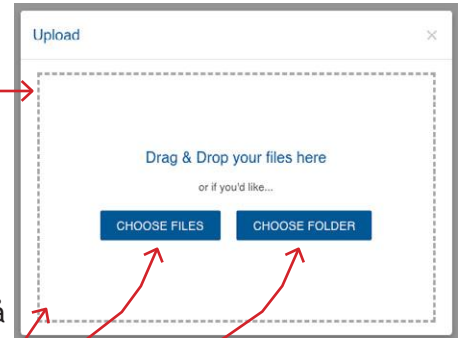 Upload
Drag & Drop your files here
or if you'd like...
CHOOSE FILES CHOOSE FOLDER